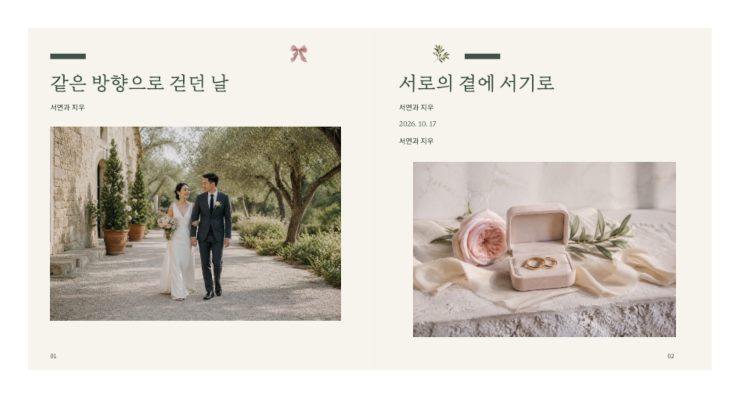 같은 방향으로 걷던 날
서연과 지우
01
서로의 곁에 서기로
서연과 지우
2026. 10. 17
서연과 지우
02